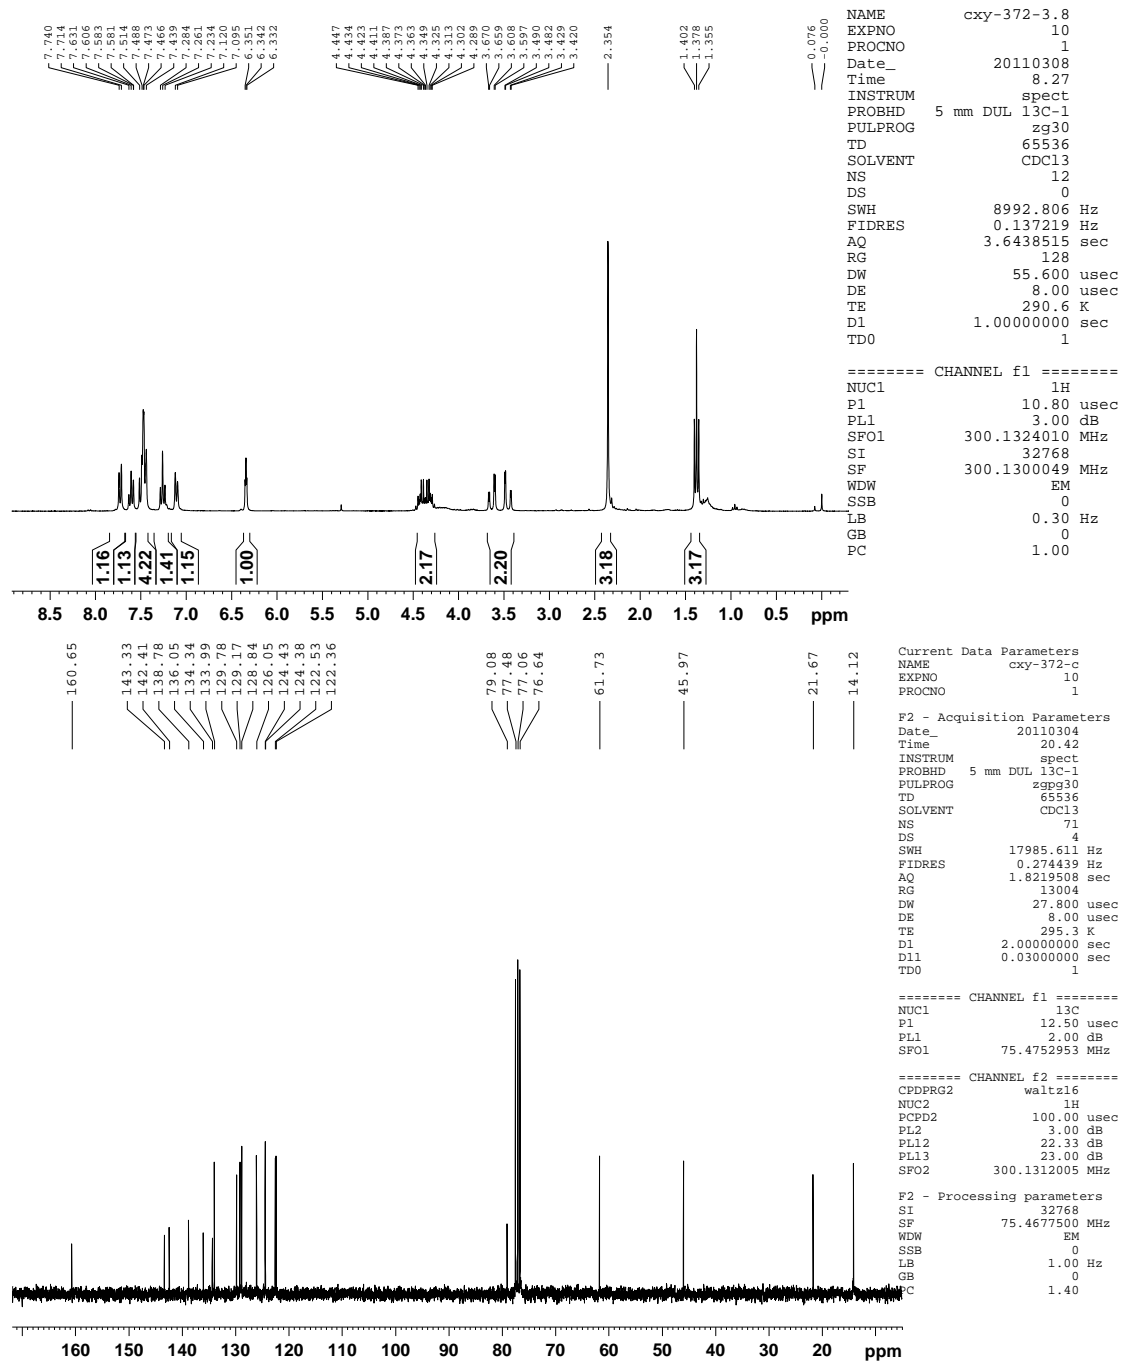 7.740
7.714
7.631
7.606
7.583
7.581
7.514
7.488
7.473
7.466
7.439
7.284
7.261
7.234
7.120
7.095
6.351
6.342
6.332
4.447
4.434
4.423
4.411
4.387
4.373
4.363
4.349
4.325
4.313
4.302
4.289
3.670
3.659
3.608
3.597
3.490
3.482
3.429
3.420
2.354
1.402
1.378
1.355
0.076
-0.000
NAME cxy-372-3.8
EXPNO 10
PROCNO 1
Date_ 20110308
Time 8.27
INSTRUM spect
PROBHD 5 mm DUL 13C-1
PULPROG zg30
TD 65536
SOLVENT CDCl3
NS 12
DS 0
SWH 8992.806 Hz
FIDRES 0.137219 Hz
AQ 3.6438515 sec
RG 128
DW 55.600 usec
DE 8.00 usec
TE 290.6 K
D1 1.00000000 sec
TD0 1
======== CHANNEL f1 ========
NUC1 1H
P1 10.80 usec
PL1 3.00 dB
SFO1 300.1324010 MHz
SI 32768
SF 300.1300049 MHz
WDW EM
SSB 0
LB 0.30 Hz
GB 0
PC 1.00
1.16 1.13 4.22 1.41 1.15 1.00 2.17 2.20 3.18 3.17
8.5 8.0 7.5 7.0 6.5 6.0 5.5 5.0 4.5 4.0 3.5 3.0 2.5 2.0 1.5 1.0 0.5 ppm
160.65
143.33
142.41
138.78
136.05
134.34
133.99
129.78
129.17
128.84
126.05
124.43
124.38
122.53
122.36
79.08
77.48
77.06
76.64
61.73
45.97
21.67
14.12
Current Data Parameters
NAME cxy-372-c
EXPNO 10
PROCNO 1
F2 - Acquisition Parameters
Date_ 20110304
Time 20.42
INSTRUM spect
PROBHD 5 mm DUL 13C-1
PULPROG zgpg30
TD 65536
SOLVENT CDCl3
NS 71
DS 4
SWH 17985.611 Hz
FIDRES 0.274439 Hz
AQ 1.8219508 sec
RG 13004
DW 27.800 usec
DE 8.00 usec
TE 295.3 K
D1 2.00000000 sec
D11 0.03000000 sec
TD0 1
======== CHANNEL f1 ========
NUC1 13C
P1 12.50 usec
PL1 2.00 dB
SFO1 75.4752953 MHz
======== CHANNEL f2 ========
CPDPRG2 waltz16
NUC2 1H
PCPD2 100.00 usec
PL2 3.00 dB
PL12 22.33 dB
PL13 23.00 dB
SFO2 300.1312005 MHz
F2 - Processing parameters
SI 32768
SF 75.4677500 MHz
WDW EM
SSB 0
LB 1.00 Hz
GB 0
PC 1.40
160 150 140 130 120 110 100 90 80 70 60 50 40 30 20 ppm